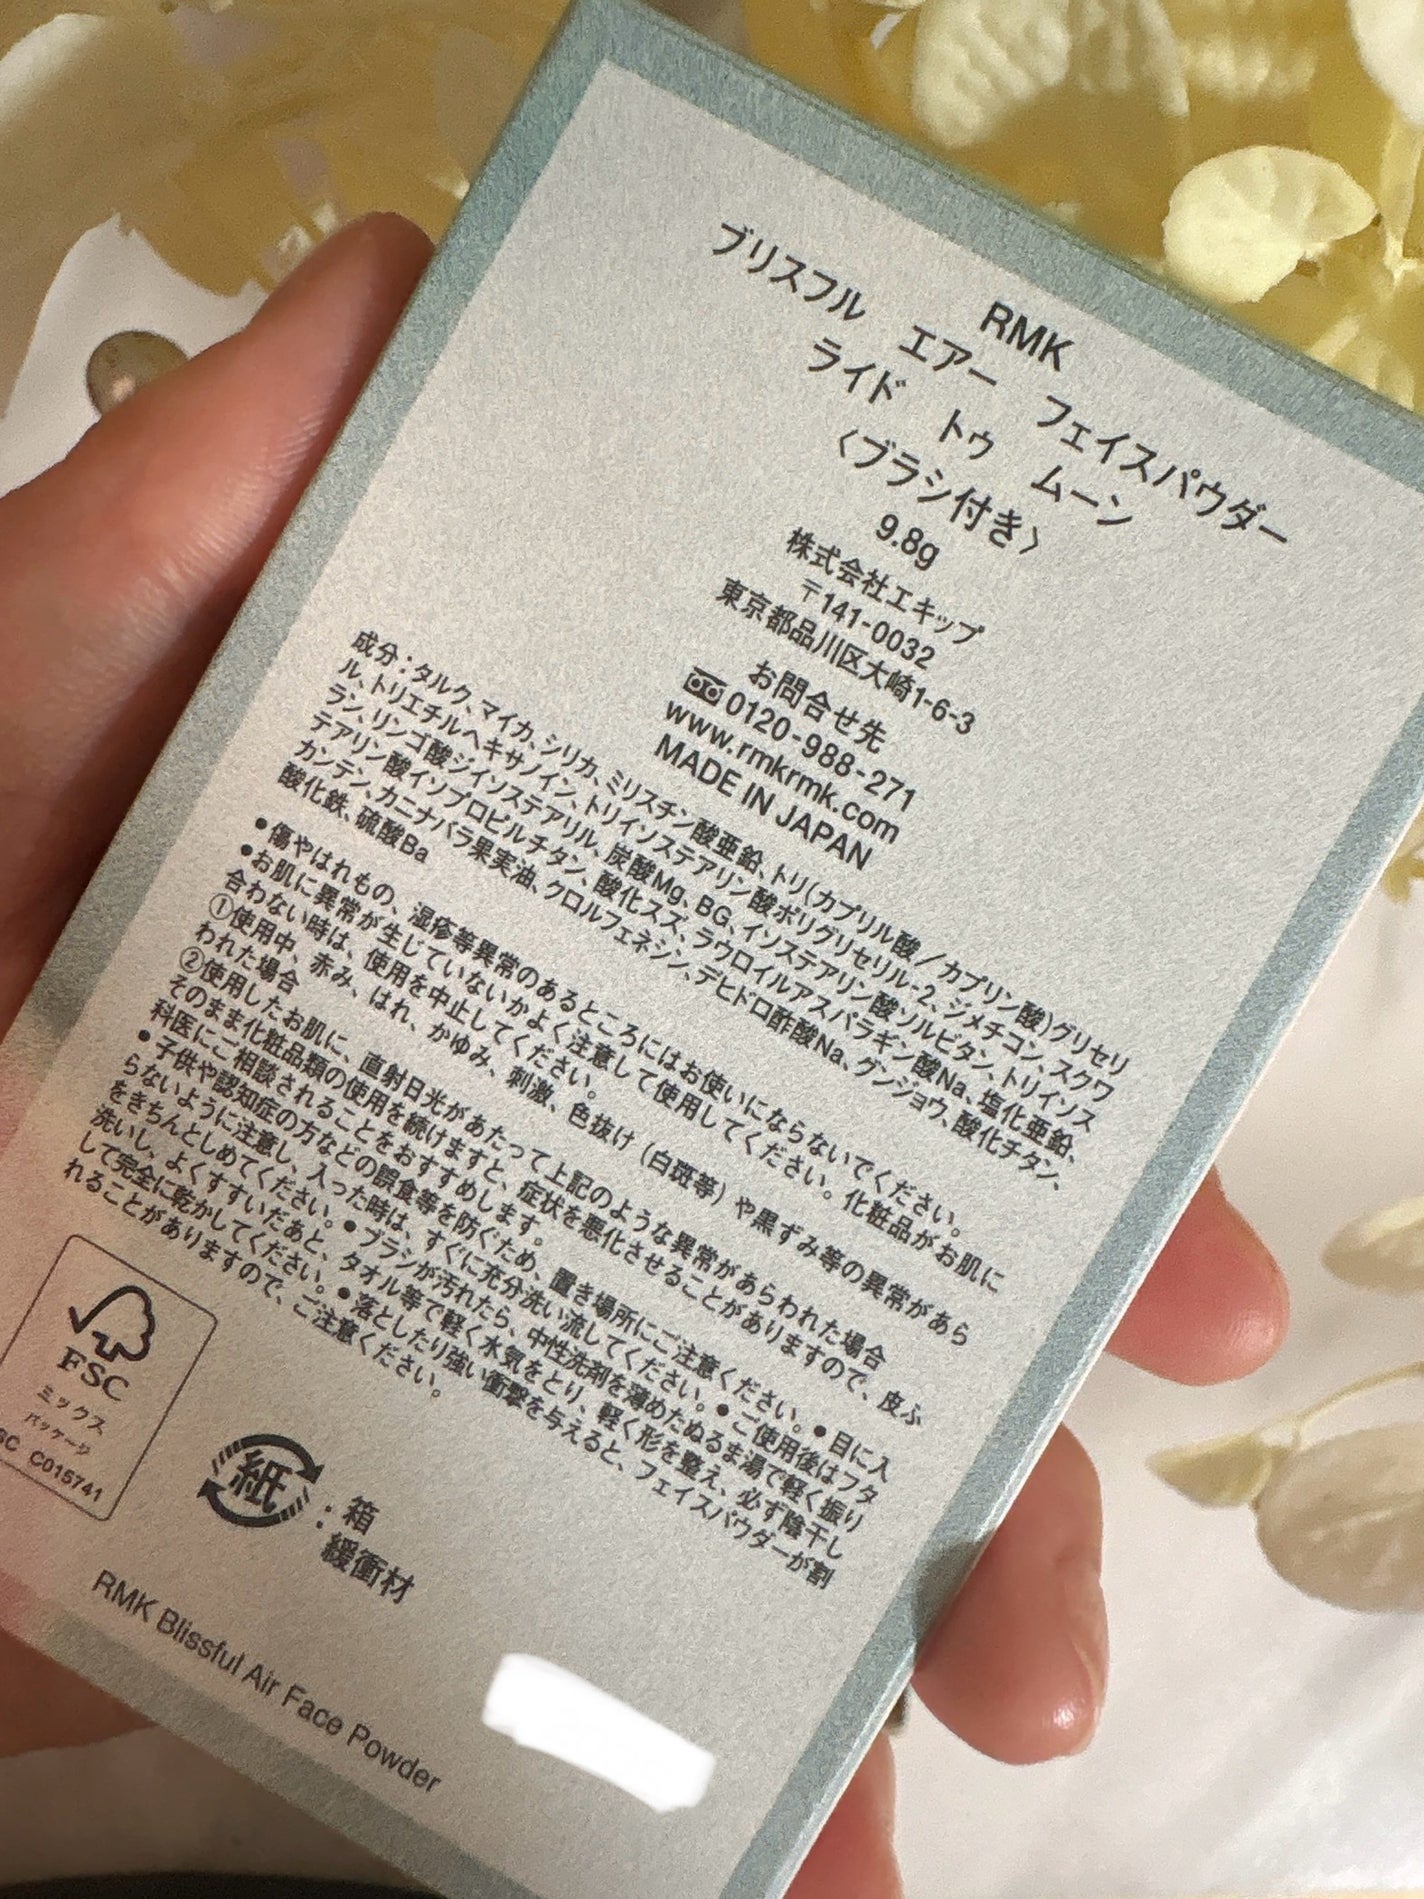 RMK
ブリスフル　エアー　フェイスパウダー
ライド　トゥ　ムーン
〈ブラシ付き〉
9.8g
株式会社エキップ
〒141-0032
東京都品川区大崎1-6-3
お問合せ先
0120-988-271
www.rmkrmk.com
MADE IN JAPAN
成分：タルク、マイカ、シリカ、ミリスチン酸亜鉛、トリ(カプリル酸／カプリン酸)グリセリ
ル、トリエチルヘキサノイン、トリイソステアリン酸ポリグリセリル-2、ジメチコン、スクワ
ラン、リンゴ酸ジイソステアリル、炭酸Mg、BG、イソステアリン酸ソルビタン、トリイソス
テアリン酸イソプロピルチタン、酸化スズ、ラウロイルアスパラギン酸Na、塩化亜鉛、
カンテン、カニナバラ果実油、クロルフェネシン、デヒドロ酢酸Na、グンジョウ、酸化チタン、
酸化鉄、硫酸Ba
●傷やはれもの、湿疹等異常のあるところにはお使いにならないでください。
●お肌に異常が生じていないかよく注意して使用してください。化粧品がお肌に
合わない時は、使用を中止してください。
①使用中、赤み、はれ、かゆみ、刺激、色抜け（白斑等）や黒ずみ等の異常があら
われた場合
②使用したお肌に、直射日光があたって上記のような異常があらわれた場合
そのまま化粧品類の使用を続けますと、症状を悪化させることがありますので、皮ふ
科医にご相談されることをおすすめします。
●子供や認知症の方などの誤食等を防ぐため、置き場所にご注意ください。●目に入
らないように注意し、入った時は、すぐに充分洗い流してください。●ご使用後はフタ
をきちんとしめてください。●ブラシが汚れたら、中性洗剤を薄めたぬるま湯で軽く振り
洗いし、よくすすいだあと、タオル等で軽く水気をとり、軽く形を整え、必ず陰干し
して完全に乾かしてください。●落としたり強い衝撃を与えると、フェイスパウダーが割
れることがありますので、ご注意ください。
FSC
ミックス
パッケージ
FSC C015741
紙：箱
：緩衝材
RMK Blissful Air Face Powder